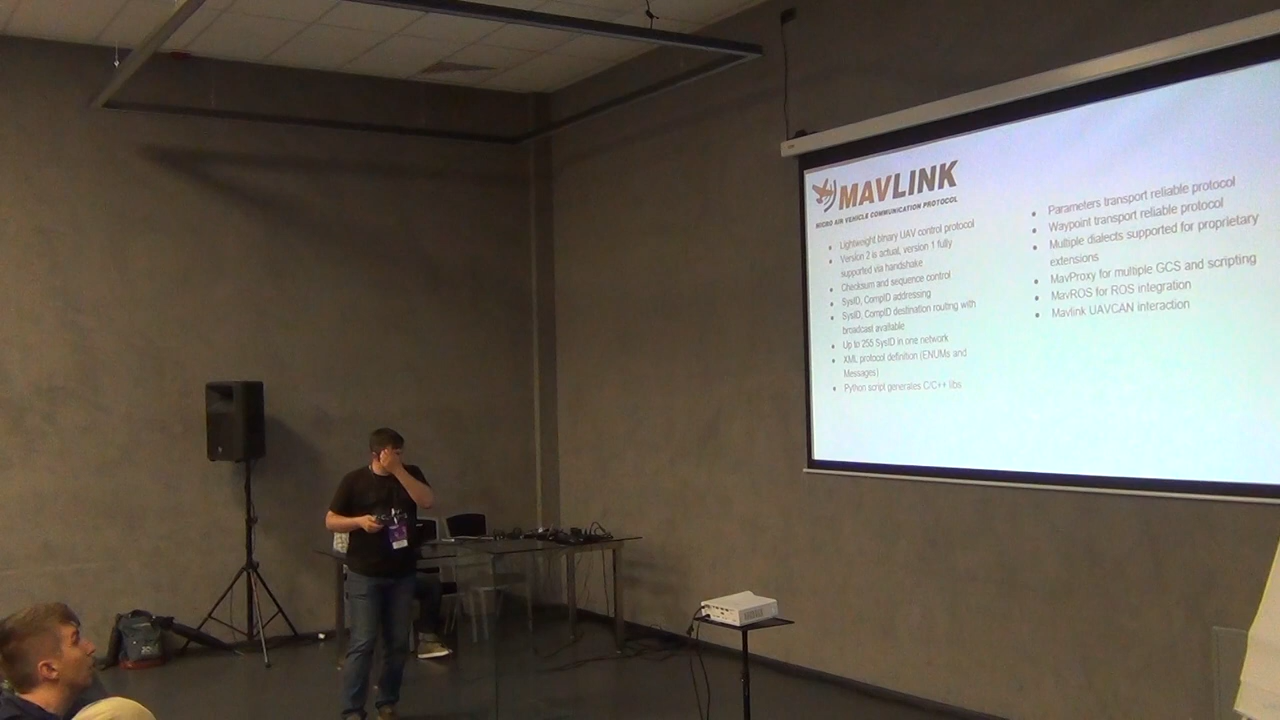 MAVLINK
MICRO AIR VEHICLE COMMUNICATION PROTOCOL
• Lightweight binary UAV control protocol
• Version 2 is actual, version 1 fully
supported via handshake
• Checksum and sequence control
• SysID, CompID addressing
• SysID, CompID destination routing with
broadcast available
• Up to 255 SysID in one network
• XML protocol definition (ENUMs and
Messages)
• Python script generates C/C++ libs
• Parameters transport reliable protocol
• Waypoint transport reliable protocol
• Multiple dialects supported for proprietary
extensions
• MavProxy for multiple GCS and scripting
• MavROS for ROS integration
• Mavlink UAVCAN interaction